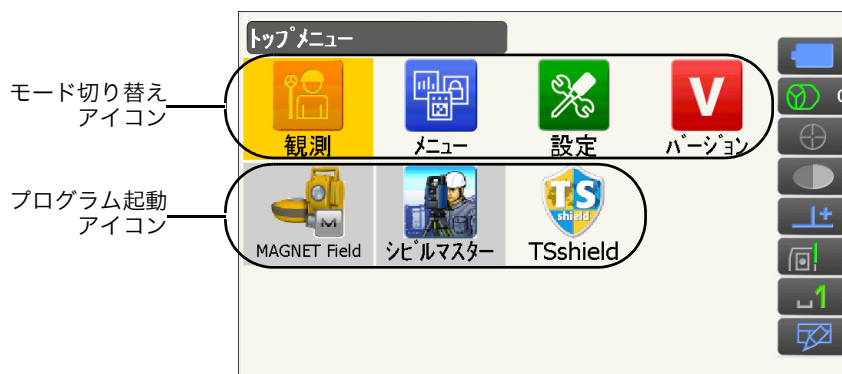 トップメニュー
モード切り替え
アイコン
V
観測
メニュー
設定
バージョン
プログラム起動
アイコン
M
TS
shield
MAGNET Field
シビルマスター
TSshield
1